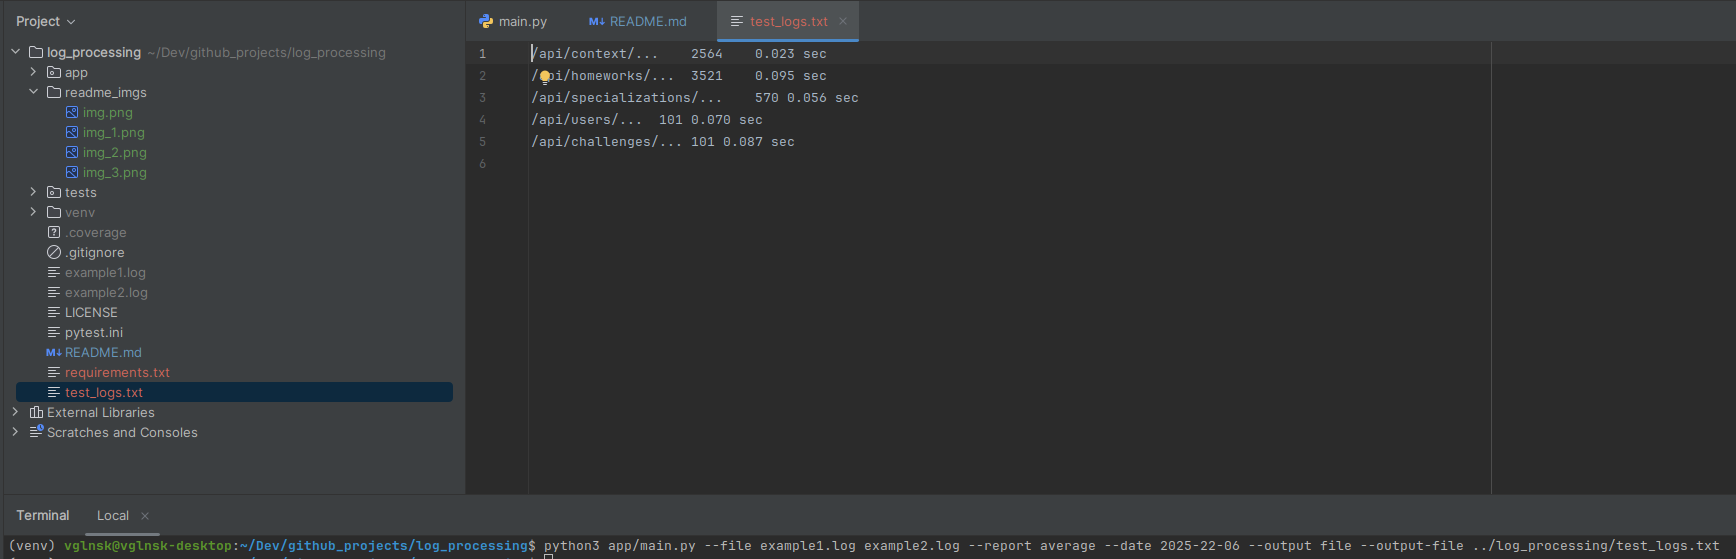 Project
log_processing ~/Dev/github_projects/log_processing
app
readme_imgs
img.png
img_1.png
img_2.png
img_3.png
tests
venv
.coverage
.gitignore
example1.log
example2.log
LICENSE
pytest.ini
README.md
requirements.txt
test_logs.txt
External Libraries
Scratches and Consoles
main.py README.md test_logs.txt
1 /api/context/... 2564 0.023 sec
2 /api/homeworks/... 3521 0.095 sec
3 /api/specializations/... 570 0.056 sec
4 /api/users/... 101 0.070 sec
5 /api/challenges/... 101 0.087 sec
6
Terminal Local
(venv) vglnsk@vglnsk-desktop:~/Dev/github_projects/log_processing$ python3 app/main.py --file example1.log example2.log --report average --date 2025-22-06 --output file --output-file ../log_processing/test_logs.txt